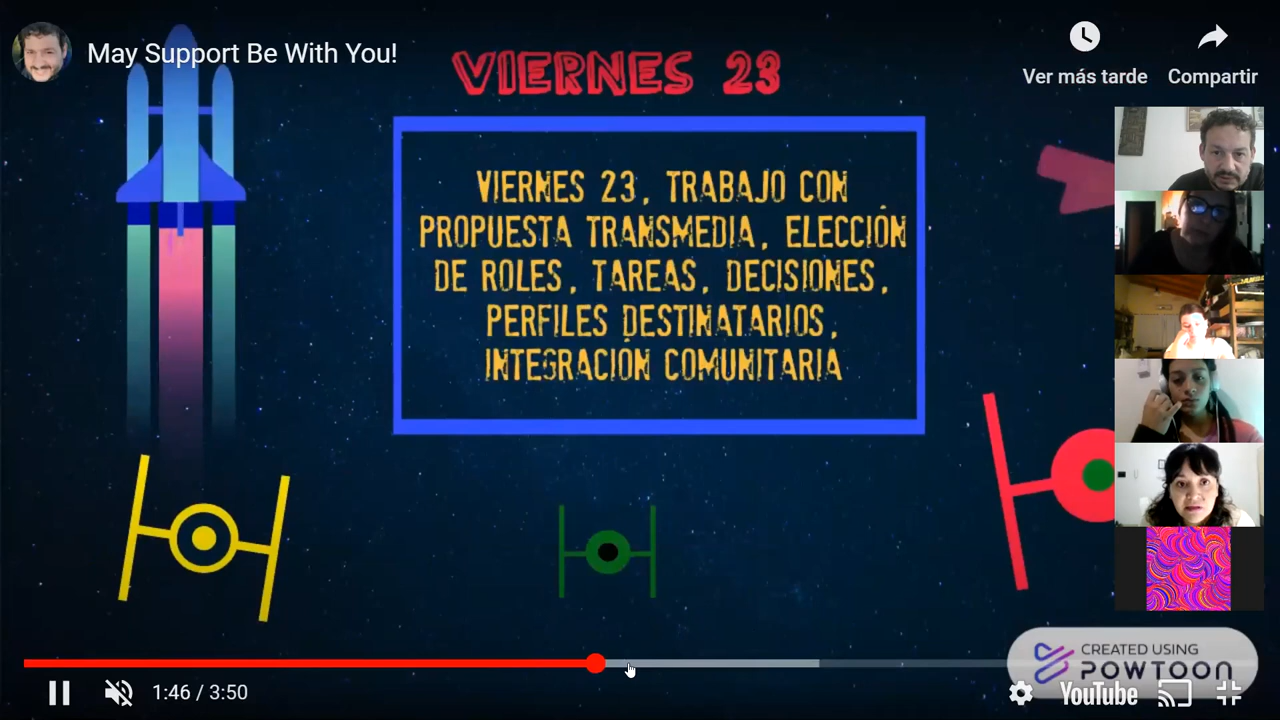 May Support Be With You!
VIERNES 23
Ver más tarde
Compartir
VIERNES 23, TRABAJO CON
PROPUESTA TRANSMEDIA, ELECCIÓN
DE ROLES, TAREAS, DECISIONES,
PERFILES DESTINATARIOS,
INTEGRACIÓN COMUNITARIA
CREATED USING
POWTOON
1:46 / 3:50
YouTube